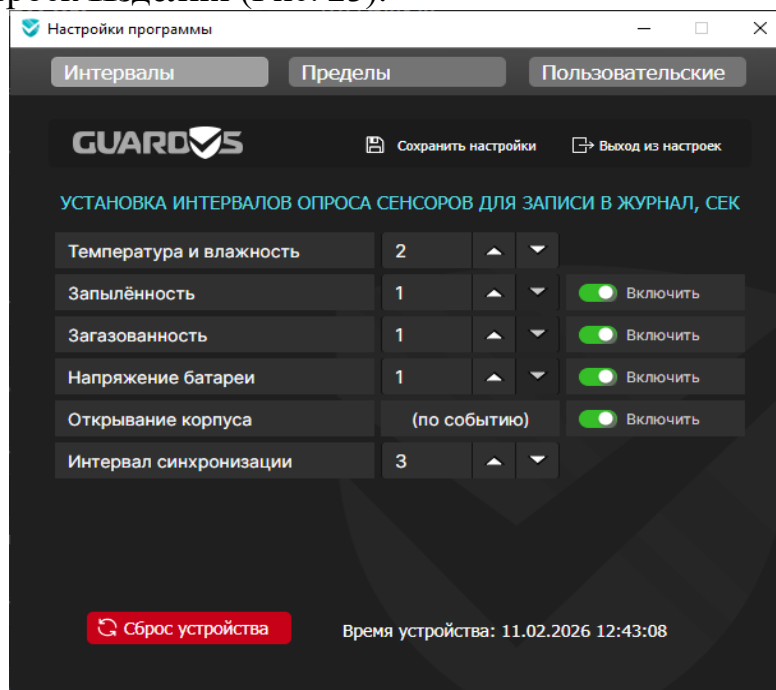 Настройки программы
Интервалы Пределы Пользовательские
GUARDVS Сохранить настройки Выход из настроек
УСТАНОВКА ИНТЕРВАЛОВ ОПРОСА СЕНСОРОВ ДЛЯ ЗАПИСИ В ЖУРНАЛ, СЕК
Температура и влажность 2
Запылённость 1 Включить
Загазованность 1 Включить
Напряжение батареи 1 Включить
Открывание корпуса (по событию) Включить
Интервал синхронизации 3
Сброс устройства Время устройства: 11.02.2026 12:43:08